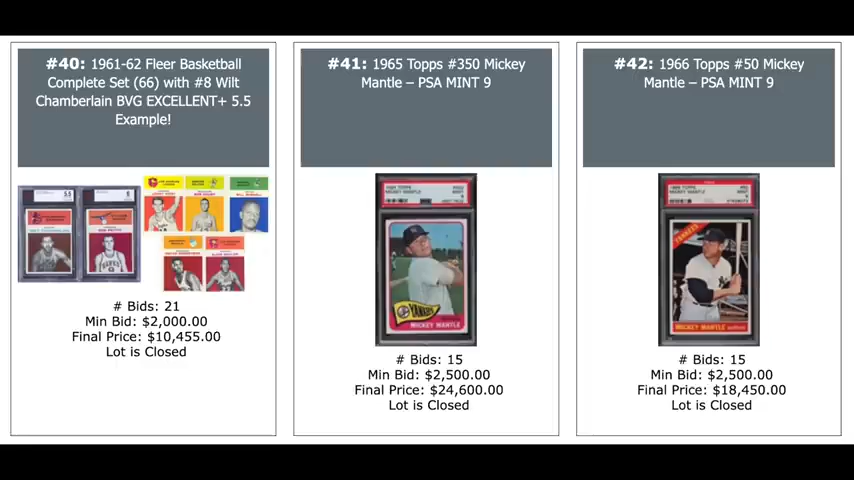 #40: 1961-62 Fleer Basketball
Complete Set (66) with #8 Wilt
Chamberlain BVG EXCELLENT+ 5.5
Example!
# Bids: 21
Min Bid: $2,000.00
Final Price: $10,455.00
Lot is Closed
#41: 1965 Topps #350 Mickey
Mantle – PSA MINT 9
YANKEES
MICKEY MANTLE
# Bids: 15
Min Bid: $2,500.00
Final Price: $24,600.00
Lot is Closed
#42: 1966 Topps #50 Mickey
Mantle – PSA MINT 9
YANKEES
MICKEY MANTLE
# Bids: 15
Min Bid: $2,500.00
Final Price: $18,450.00
Lot is Closed